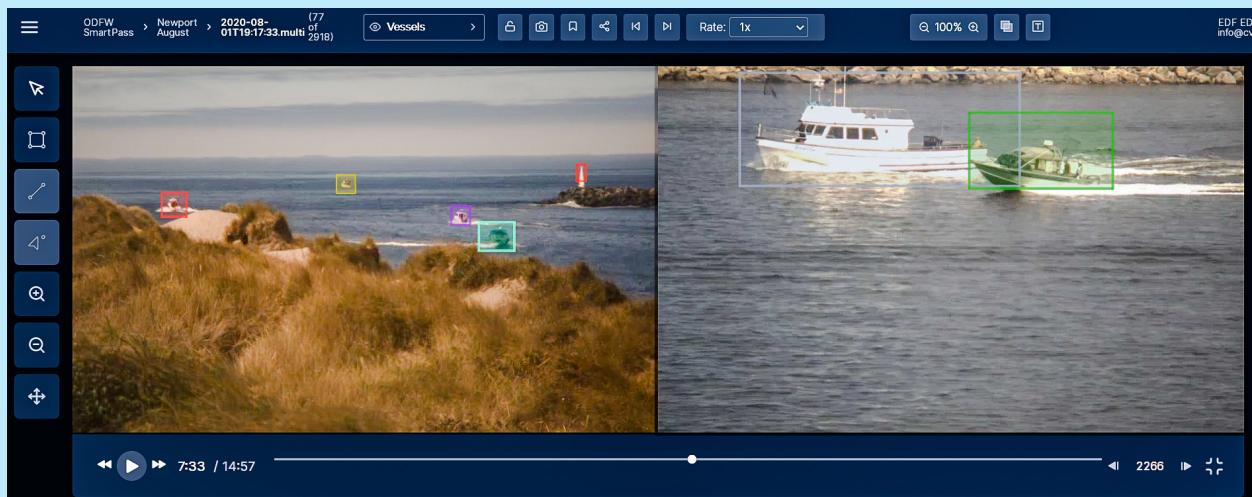 ODFW
SmartPass
Newport
August
2020-08-
01T19:17:33.multi
(77
of
2918)
Vessels
Rate: 1x
100%
T
EDF ED
info@cv
7:33 / 14:57
2266